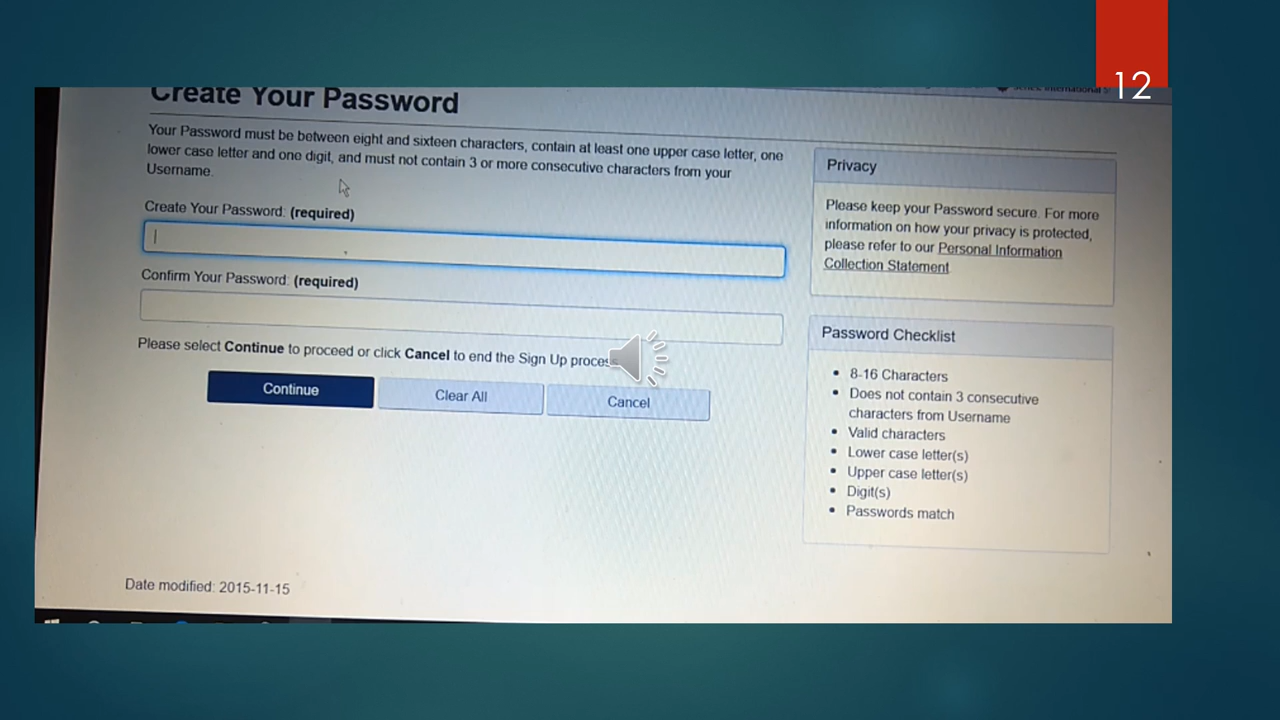 12
Create Your Password
Your Password must be between eight and sixteen characters, contain at least one upper case letter, one
lower case letter and one digit, and must not contain 3 or more consecutive characters from your
Username.
Create Your Password: (required)
Confirm Your Password: (required)
Please select Continue to proceed or click Cancel to end the Sign Up process
Continue
Clear All
Cancel
Privacy
Please keep your Password secure. For more
information on how your privacy is protected,
please refer to our Personal Information
Collection Statement
Password Checklist
8-16 Characters
Does not contain 3 consecutive
characters from Username
Valid characters
Lower case letter(s)
Upper case letter(s)
Digit(s)
Passwords match
Date modified: 2015-11-15